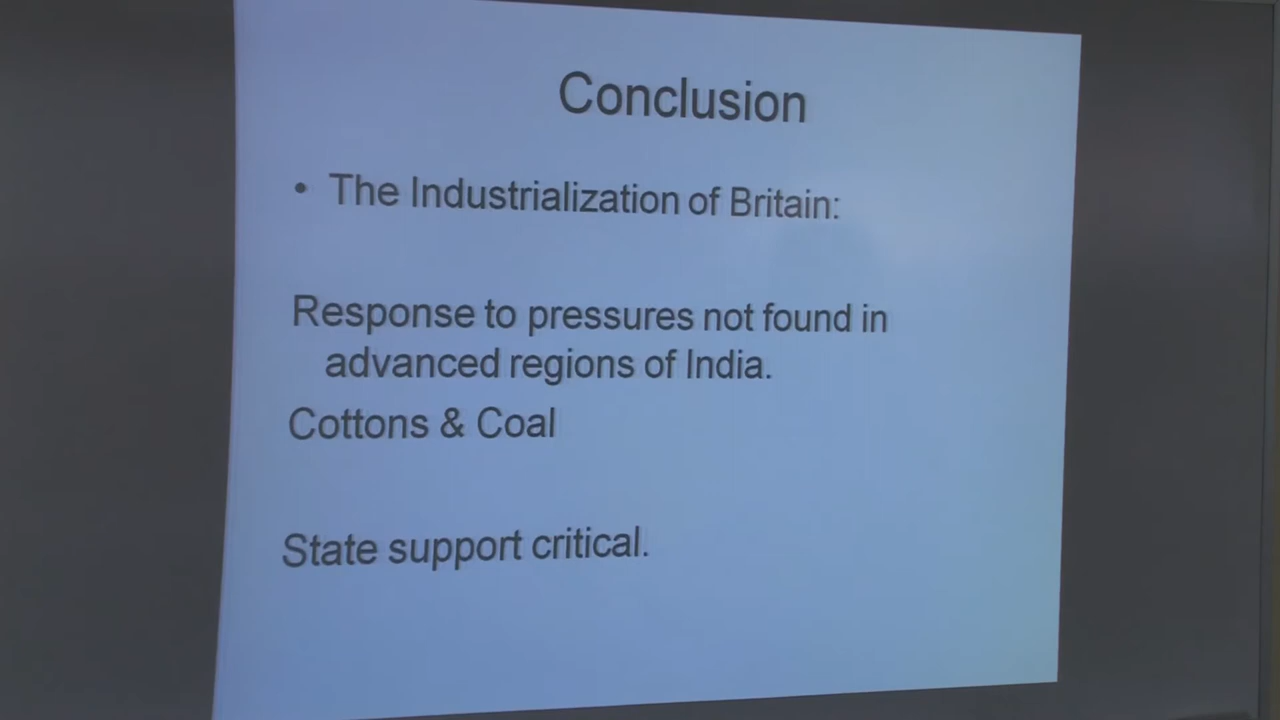 Conclusion
• The Industrialization of Britain:
Response to pressures not found in
advanced regions of India.
Cottons & Coal
State support critical.